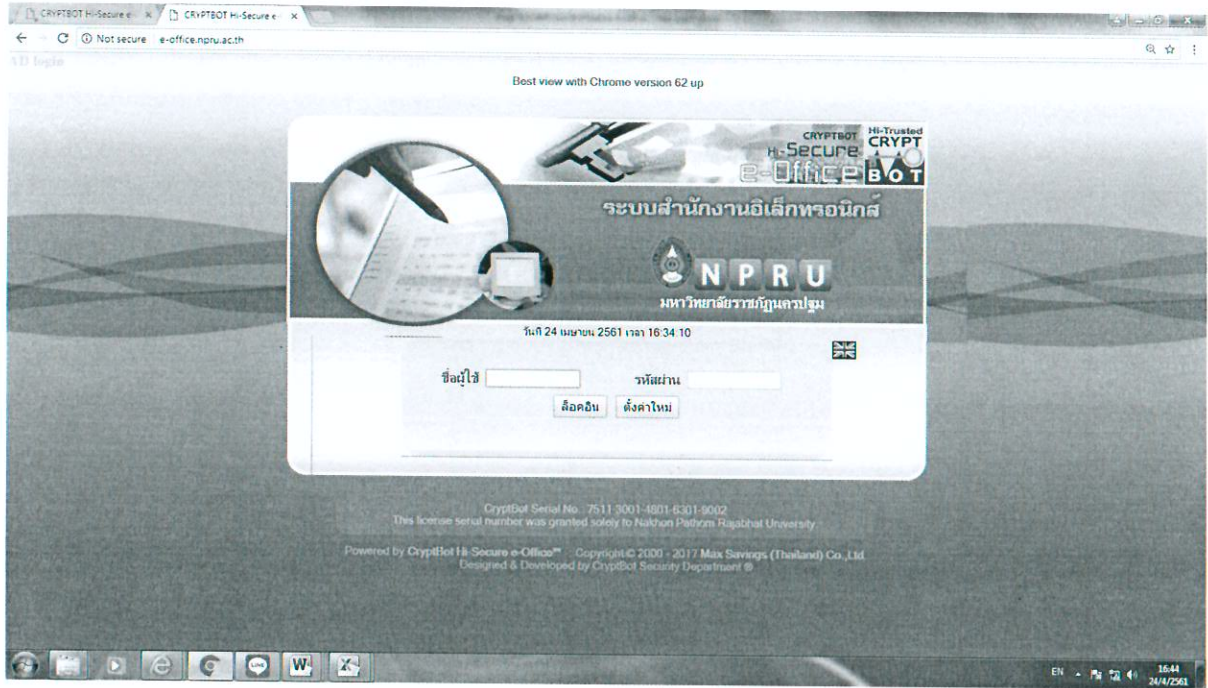 CRYPTBOT Hi-Secure e- CRYPTBOT Hi-Secure e-
Not secure e-office.npru.ac.th
AD login
Best view with Chrome version 62 up
CRYPTBOT
Hi-Secure
e-Office
Hi-Trusted
CRYPT
BOT
ระบบสำนักงานอิเล็กทรอนิกส์
NPRU
มหาวิทยาลัยราชภัฏนครปฐม
วันที่ 24 เมษายน 2561 เวลา 16:34:10
ชื่อผู้ใช้ รหัสผ่าน
ล็อคอิน ตั้งค่าใหม่
CryptBot Serial No. : 7511-3001-4801-6301-9002
This license serial number was granted solely to Nakhon Pathom Rajabhat University
Powered by CryptBot Hi-Secure e-Office™ Copyright © 2000 - 2017 Max Savings (Thailand) Co.,Ltd
Designed & Developed by CryptBot Security Department ®
LINE W X
EN 16:44
24/4/2561